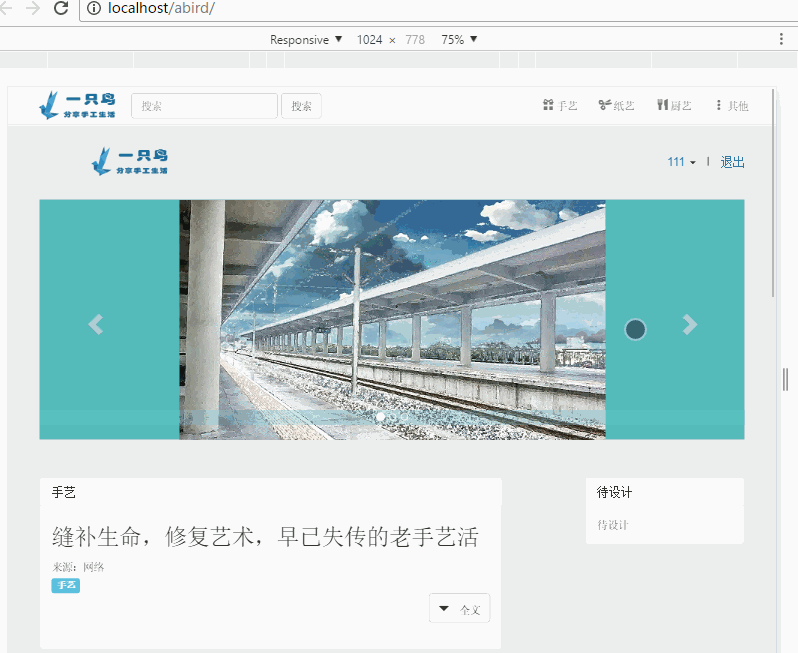 localhost/abird/
Responsive ▼ 1024 × 778 75% ▼
一只鸟
分享手工生活
搜索 搜索 手艺 纸艺 厨艺 其他
一只鸟
分享手工生活
111 | 退出
手艺
待设计
缝补生命，修复艺术，早已失传的老手艺活
待设计
来源：网络
手艺
全文